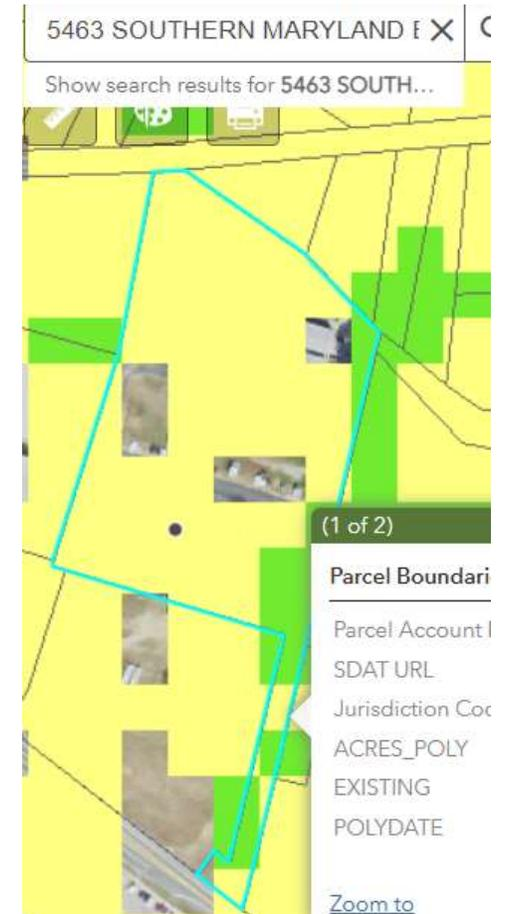 5463 SOUTHERN MARYLAND
Show search results for 5463 SOUTH...
(1 of 2)
Parcel Boundari
Parcel Account
SDAT URL
Jurisdiction Cod
ACRES_POLY
EXISTING
POLYDATE
Zoom to